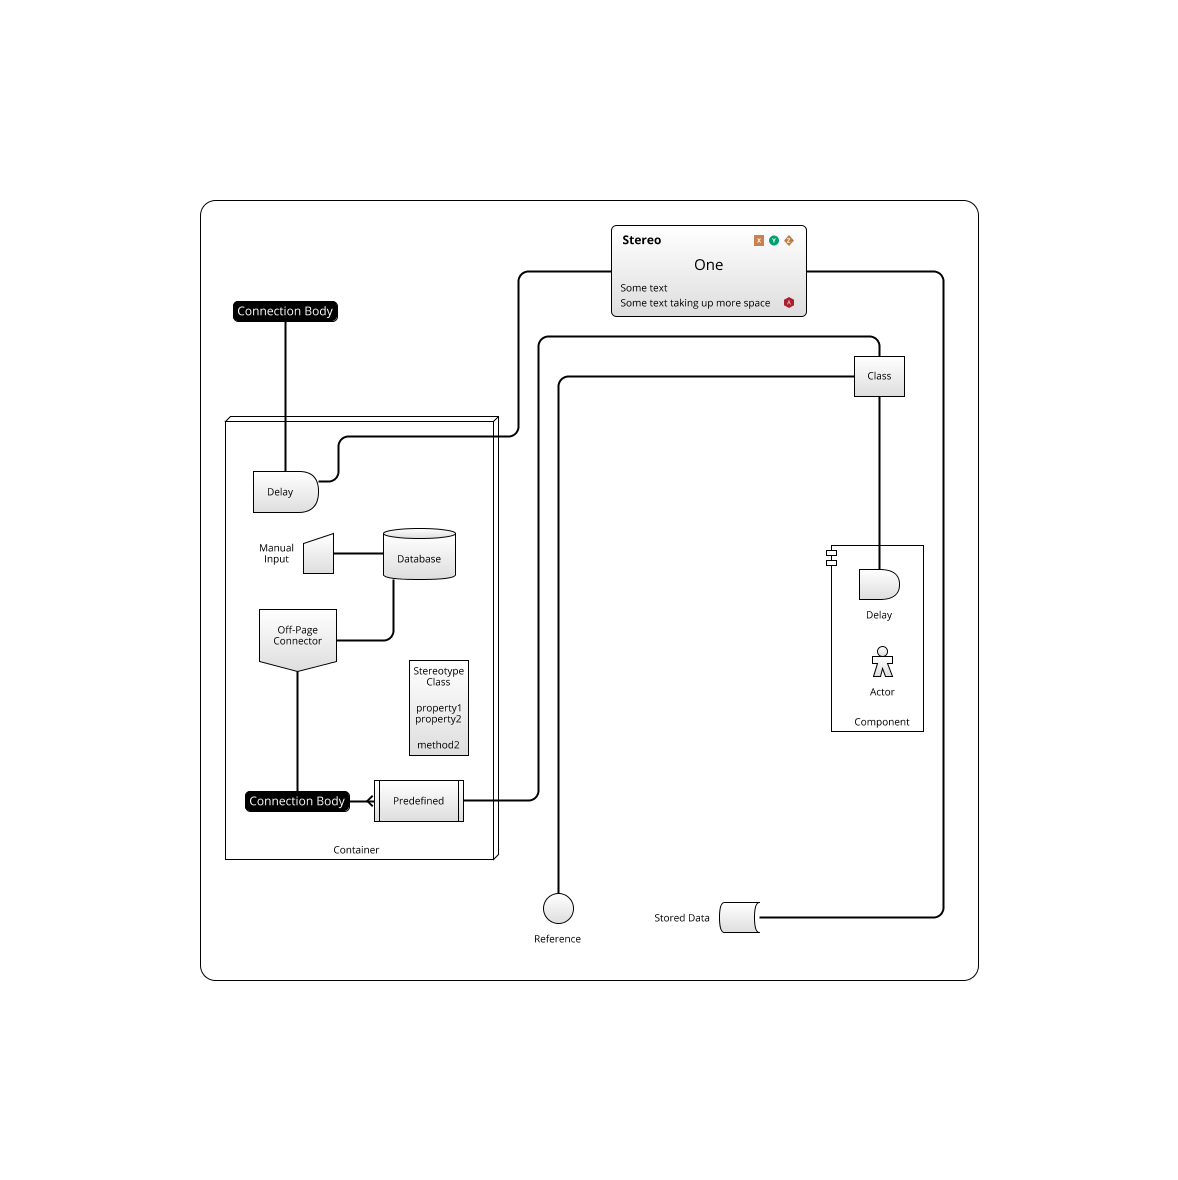 Stereo
X Y Z
One
Some text
Some text taking up more space
A
Connection Body
Class
Delay
Manual
Input
Database
Off-Page
Connector
Stereotype
Class
property1
property2
method2
Connection Body
Predefined
Container
Delay
Actor
Component
Reference
Stored Data